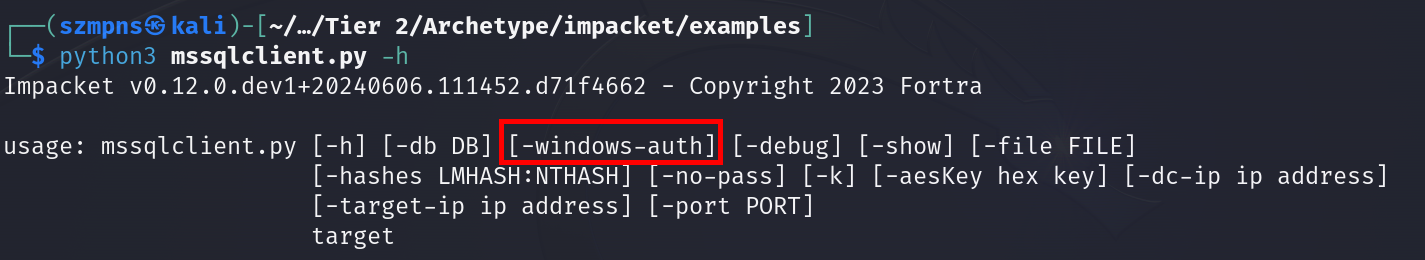 ┌──(szmpns㉿kali)-[~/…/Tier 2/Archetype/impacket/examples]
└─$ python3 mssqlclient.py -h
Impacket v0.12.0.dev1+20240606.111452.d71f4662 - Copyright 2023 Fortra
usage: mssqlclient.py [-h] [-db DB] [-windows-auth] [-debug] [-show] [-file FILE]
[-hashes LMHASH:NTHASH] [-no-pass] [-k] [-aesKey hex key] [-dc-ip ip address]
[-target-ip ip address] [-port PORT]
target